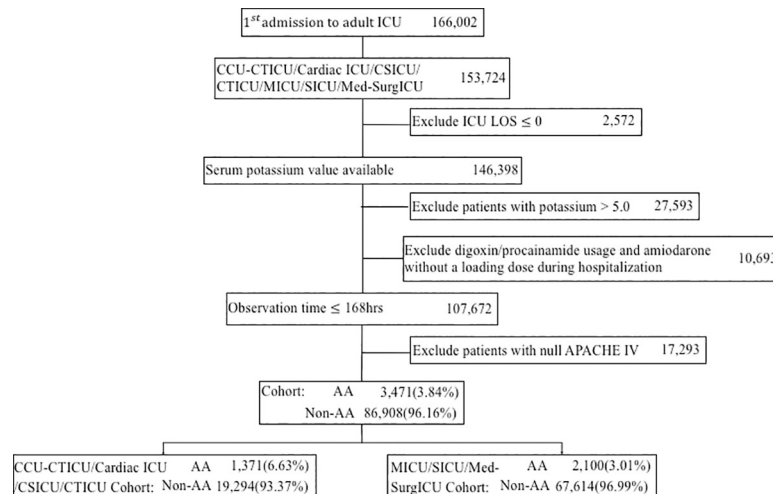 1st admission to adult ICU 166,002
CCU-CTICU/Cardiac ICU/CSICU/
CTICU/MICU/SICU/Med-SurgICU 153,724
Exclude ICU LOS ≤ 0 2,572
Serum potassium value available 146,398
Exclude patients with potassium > 5.0 27,593
Exclude digoxin/procainamide usage and amiodarone
without a loading dose during hospitalization 10,693
Observation time ≤ 168hrs 107,672
Exclude patients with null APACHE IV 17,293
Cohort: AA 3,471(3.84%)
Non-AA 86,908(96.16%)
CCU-CTICU/Cardiac ICU AA 1,371(6.63%)
/CSICU/CTICU Cohort: Non-AA 19,294(93.37%)
MICU/SICU/Med- AA 2,100(3.01%)
SurgICU Cohort: Non-AA 67,614(96.99%)